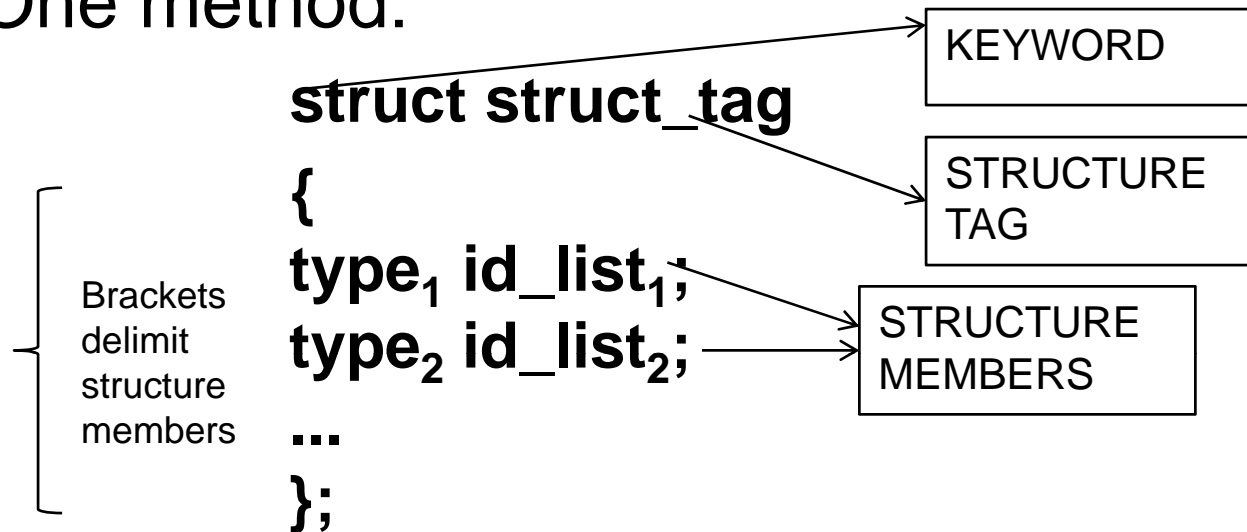 One method:
struct struct_tag
{
type₁ id_list₁;
type₂ id_list₂;
...
};
Brackets
delimit
structure
members
KEYWORD
STRUCTURE
TAG
STRUCTURE
MEMBERS